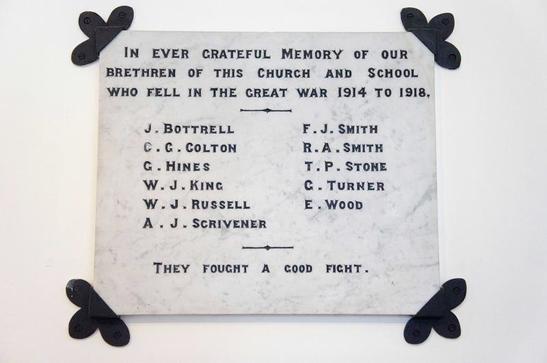 IN EVER GRATEFUL MEMORY OF OUR
BRETHREN OF THIS CHURCH AND SCHOOL
WHO FELL IN THE GREAT WAR 1914 TO 1918.
J. BOTTRELL
C. G. COLTON
G. HINES
W. J. KING
W. J. RUSSELL
A. J. SCRIVENER
F. J. SMITH
R. A. SMITH
T. P. STONE
C. TURNER
E. WOOD
THEY FOUGHT A GOOD FIGHT.